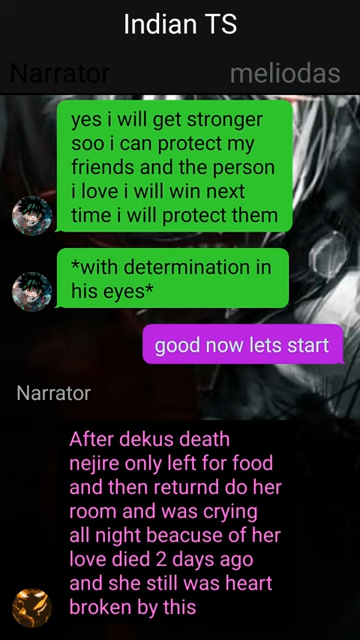 Indian TS
Narrator meliodas
yes i will get stronger
soo i can protect my
friends and the person
i love i will win next
time i will protect them
*with determination in
his eyes*
good now lets start
Narrator
After dekus death
nejire only left for food
and then returnd do her
room and was crying
all night beacuse of her
love died 2 days ago
and she still was heart
broken by this